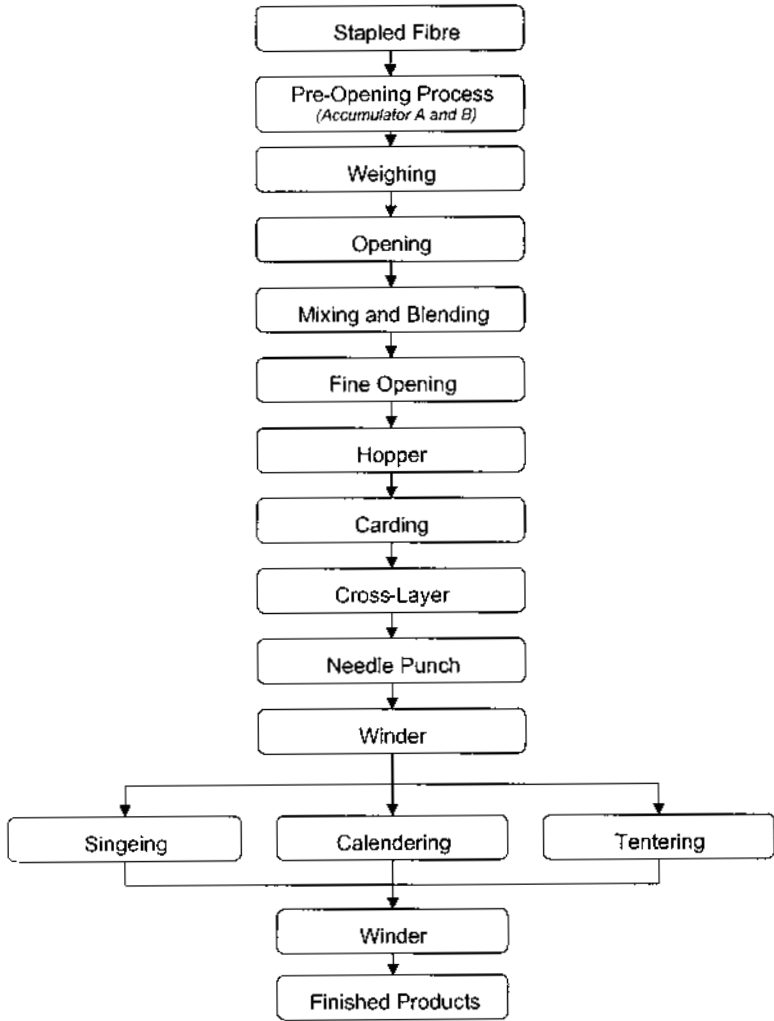 Stapled Fibre
Pre-Opening Process
(Accumulator A and B)
Weighing
Opening
Mixing and Blending
Fine Opening
Hopper
Carding
Cross-Layer
Needle Punch
Winder
Singeing
Calendering
Tentering
Winder
Finished Products